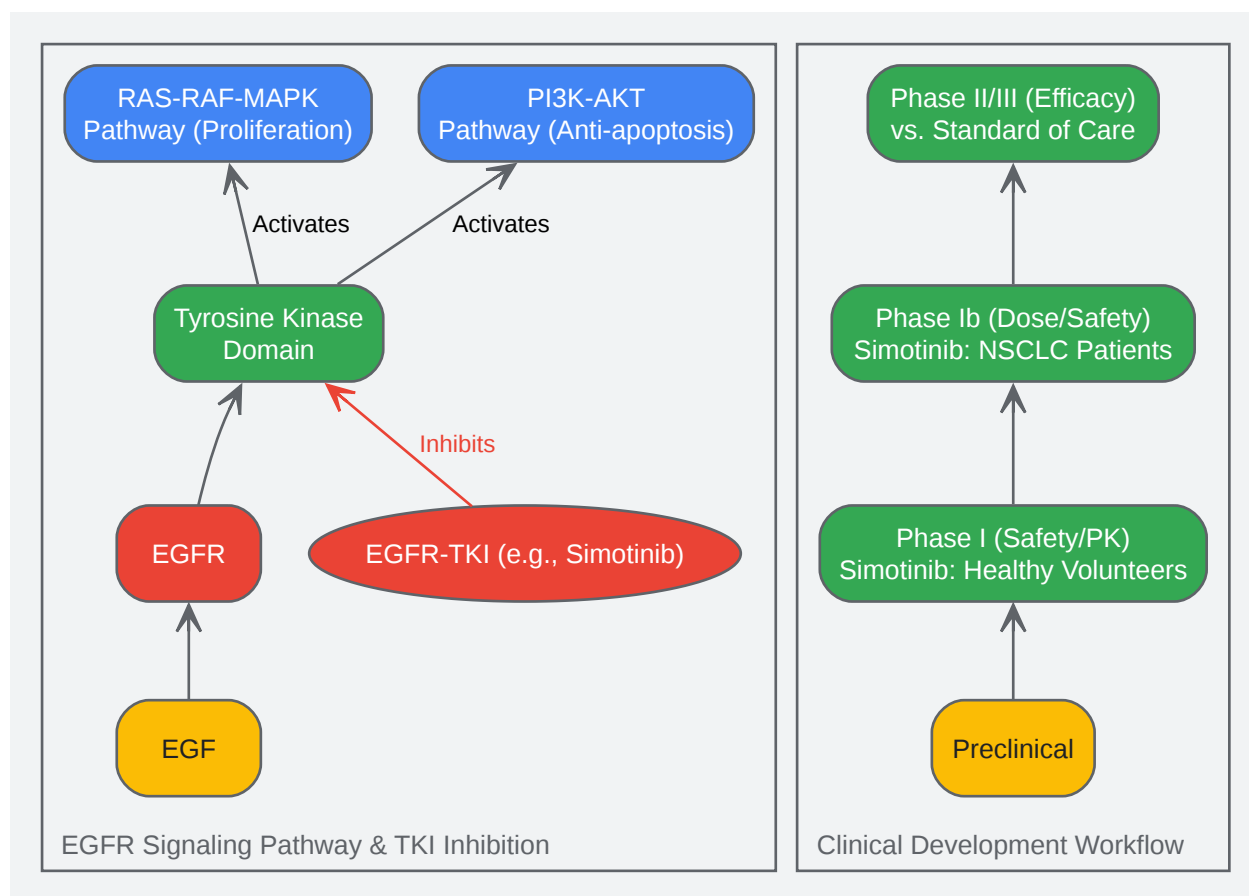 RAS-RAF-MAPK
Pathway (Proliferation)
PI3K-AKT
Pathway (Anti-apoptosis)
Activates
Activates
Tyrosine Kinase
Domain
Inhibits
EGFR
EGFR-TKI (e.g., Simotinib)
EGF
EGFR Signaling Pathway & TKI Inhibition
Phase II/III (Efficacy)
vs. Standard of Care
Phase Ib (Dose/Safety)
Simotinib: NSCLC Patients
Phase I (Safety/PK)
Simotinib: Healthy Volunteers
Preclinical
Clinical Development Workflow